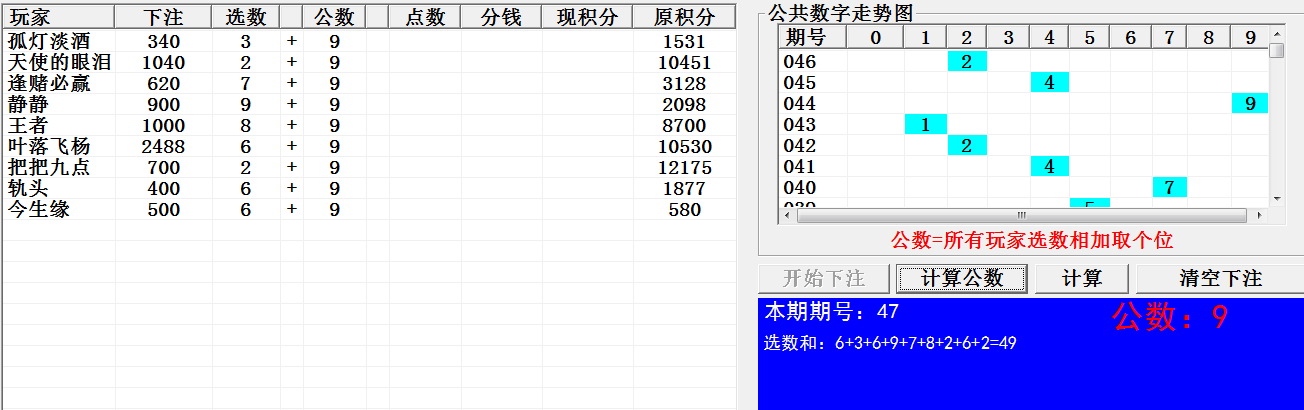 玩家 下注 选数 公数 点数 分钱 现积分 原积分
孤灯淡酒 340 3 + 9 1531
天使的眼泪 1040 2 + 9 10451
逢赌必赢 620 7 + 9 3128
静静 900 9 + 9 2098
王者 1000 8 + 9 8700
叶落飞杨 2488 6 + 9 10530
把把九点 700 2 + 9 12175
轨头 400 6 + 9 1877
今生缘 500 6 + 9 580
公共数字走势图
期号 0 1 2 3 4 5 6 7 8 9
046 2
045 4
044 9
043 1
042 2
041 4
040 7
039 5
公数=所有玩家选数相加取个位
开始下注 计算公数 计算 清空下注
本期期号：47 公数：9
选数和：6+3+6+9+7+8+2+6+2=49